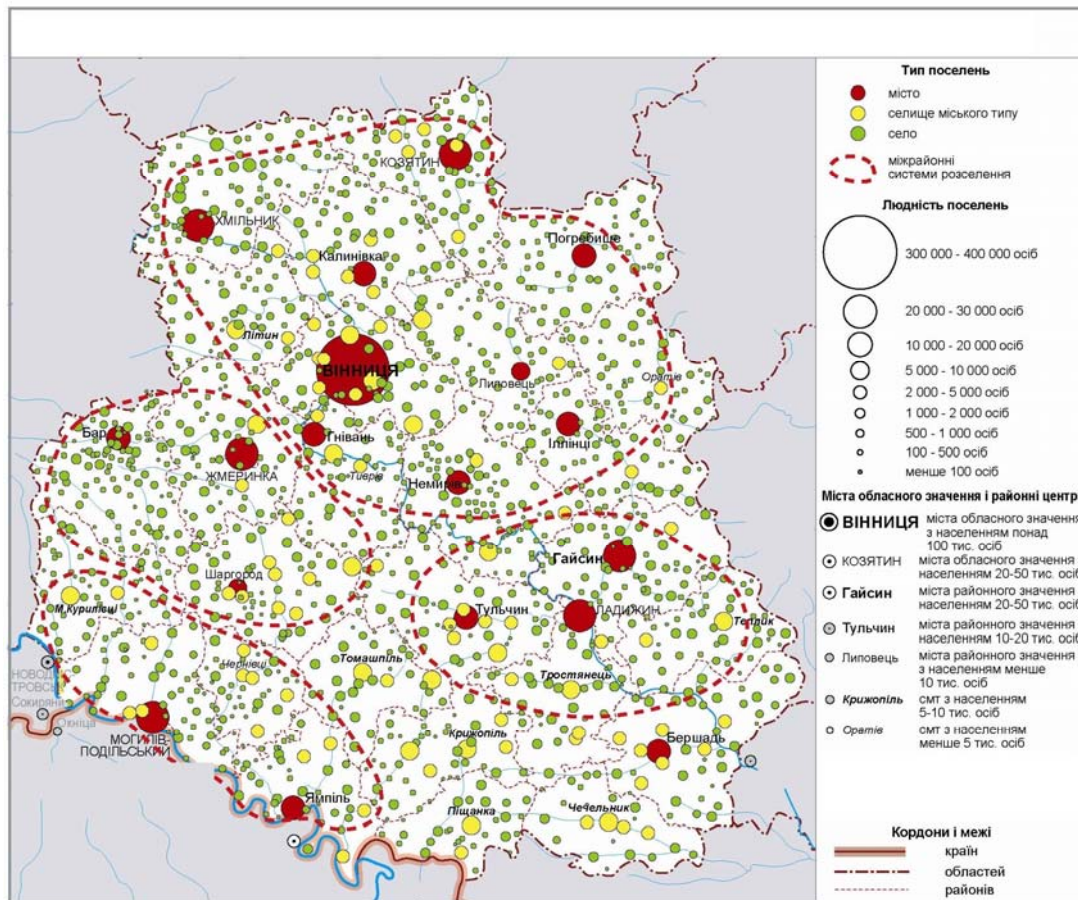 КОЗЯТИН
ХМІЛЬНИК
Погребище
Калинівка
Літин
ВІННИЦЯ
Липовець
Оратів
Бар
Гнівань
Іллінці
ЖМЕРИНКА
Тиврів
Немирів
Гайсин
Шаргород
М.Курилівці
Тульчин
ЛАДИЖИН
Теплик
Чернівці
Томашпіль
Тростянець
НОВОД
ТРОВСЬ
Сокиряни
Окніца
МОГИЛІВ-
ПОДІЛЬСЬКИЙ
Крижопіль
Бершадь
Ямпіль
Піщанка
Чечельник
Тип поселень
місто
селище міського типу
село
міжрайонні
системи розселення
Людність поселень
300 000 - 400 000 осіб
20 000 - 30 000 осіб
10 000 - 20 000 осіб
5 000 - 10 000 осіб
2 000 - 5 000 осіб
1 000 - 2 000 осіб
500 - 1 000 осіб
100 - 500 осіб
менше 100 осіб
Міста обласного значення і районні центри
ВІННИЦЯ міста обласного значення
з населенням понад
100 тис. осіб
КОЗЯТИН міста обласного значення
населенням 20-50 тис. осіб
Гайсин міста районного значення
населенням 20-50 тис. осіб
Тульчин міста районного значення
населенням 10-20 тис. осіб
Липовець міста районного значення
з населенням менше
10 тис. осіб
Крижопіль смт з населенням
5-10 тис. осіб
Оратів смт з населенням
менше 5 тис. осіб
Кордони і межі
країн
областей
районів